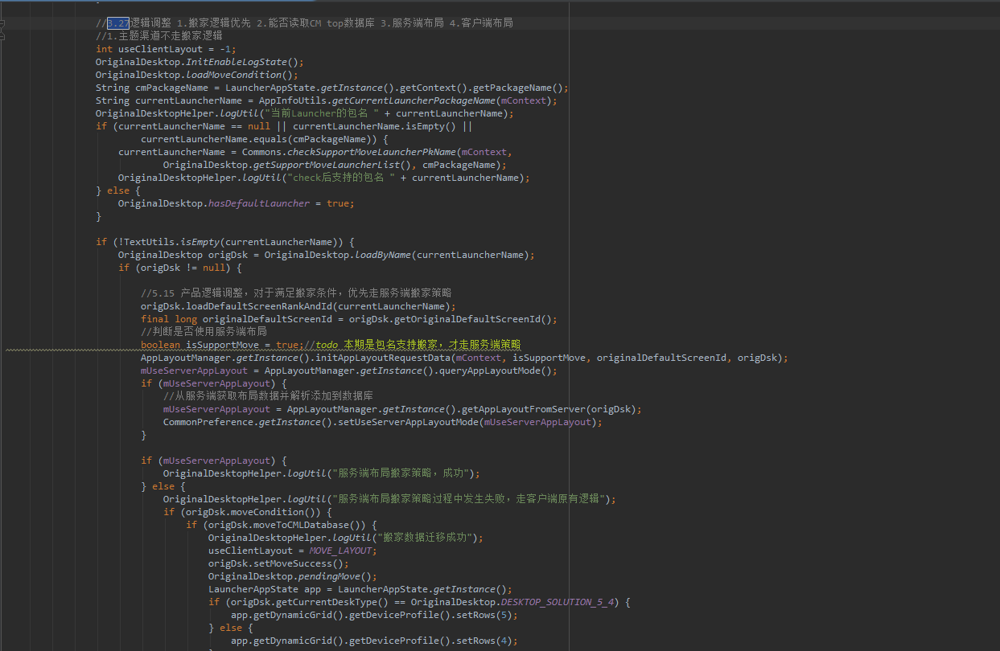 //3.27逻辑调整 1.搬家逻辑优先 2.能否读取CM top数据库 3.服务端布局 4.客户端布局
//1.主题渠道不走搬家逻辑
int useClientLayout = -1;
OriginalDesktop.InitEnableLogState();
OriginalDesktop.loadMoveCondition();
String cmPackageName = LauncherAppState.getInstance().getContext().getPackageName();
String currentLauncherName = AppInfoUtils.getCurrentLauncherPackageName(mContext);
OriginalDesktopHelper.logUtil("当前Launcher的包名 " + currentLauncherName);
if (currentLauncherName == null || currentLauncherName.isEmpty() ||
currentLauncherName.equals(cmPackageName)) {
currentLauncherName = Commons.checkSupportMoveLauncherPkName(mContext,
OriginalDesktop.getSupportMoveLauncherList(), cmPackageName);
OriginalDesktopHelper.logUtil("check后支持的包名 " + currentLauncherName);
} else {
OriginalDesktop.hasDefaultLauncher = true;
}
if (!TextUtils.isEmpty(currentLauncherName)) {
OriginalDesktop origDsk = OriginalDesktop.loadByName(currentLauncherName);
if (origDsk != null) {
//5.15 产品逻辑调整，对于满足搬家条件，优先走服务端搬家策略
origDsk.loadDefaultScreenRankAndId(currentLauncherName);
final long originalDefaultScreenId = origDsk.getOriginalDefaultScreenId();
//判断是否使用服务端布局
boolean isSupportMove = true;//todo 本期是包名支持搬家，才走服务端策略
AppLayoutManager.getInstance().initAppLayoutRequestData(mContext, isSupportMove, originalDefaultScreenId, origDsk);
mUseServerAppLayout = AppLayoutManager.getInstance().queryAppLayoutMode();
if (mUseServerAppLayout) {
//从服务端获取布局数据并解析添加到数据库
mUseServerAppLayout = AppLayoutManager.getInstance().getAppLayoutFromServer(origDsk);
CommonPreference.getInstance().setUseServerAppLayoutMode(mUseServerAppLayout);
}
if (mUseServerAppLayout) {
OriginalDesktopHelper.logUtil("服务端布局搬家策略，成功");
} else {
OriginalDesktopHelper.logUtil("服务端布局搬家策略过程中发生失败，走客户端原有逻辑");
if (origDsk.moveCondition()) {
if (origDsk.moveToCMLDatabase()) {
OriginalDesktopHelper.logUtil("搬家数据迁移成功");
useClientLayout = MOVE_LAYOUT;
origDsk.setMoveSuccess();
OriginalDesktop.pendingMove();
LauncherAppState app = LauncherAppState.getInstance();
if (origDsk.getCurrentDeskType() == OriginalDesktop.DESKTOP_SOLUTION_5_4) {
app.getDynamicGrid().getDeviceProfile().setRows(5);
} else {
app.getDynamicGrid().getDeviceProfile().setRows(4);